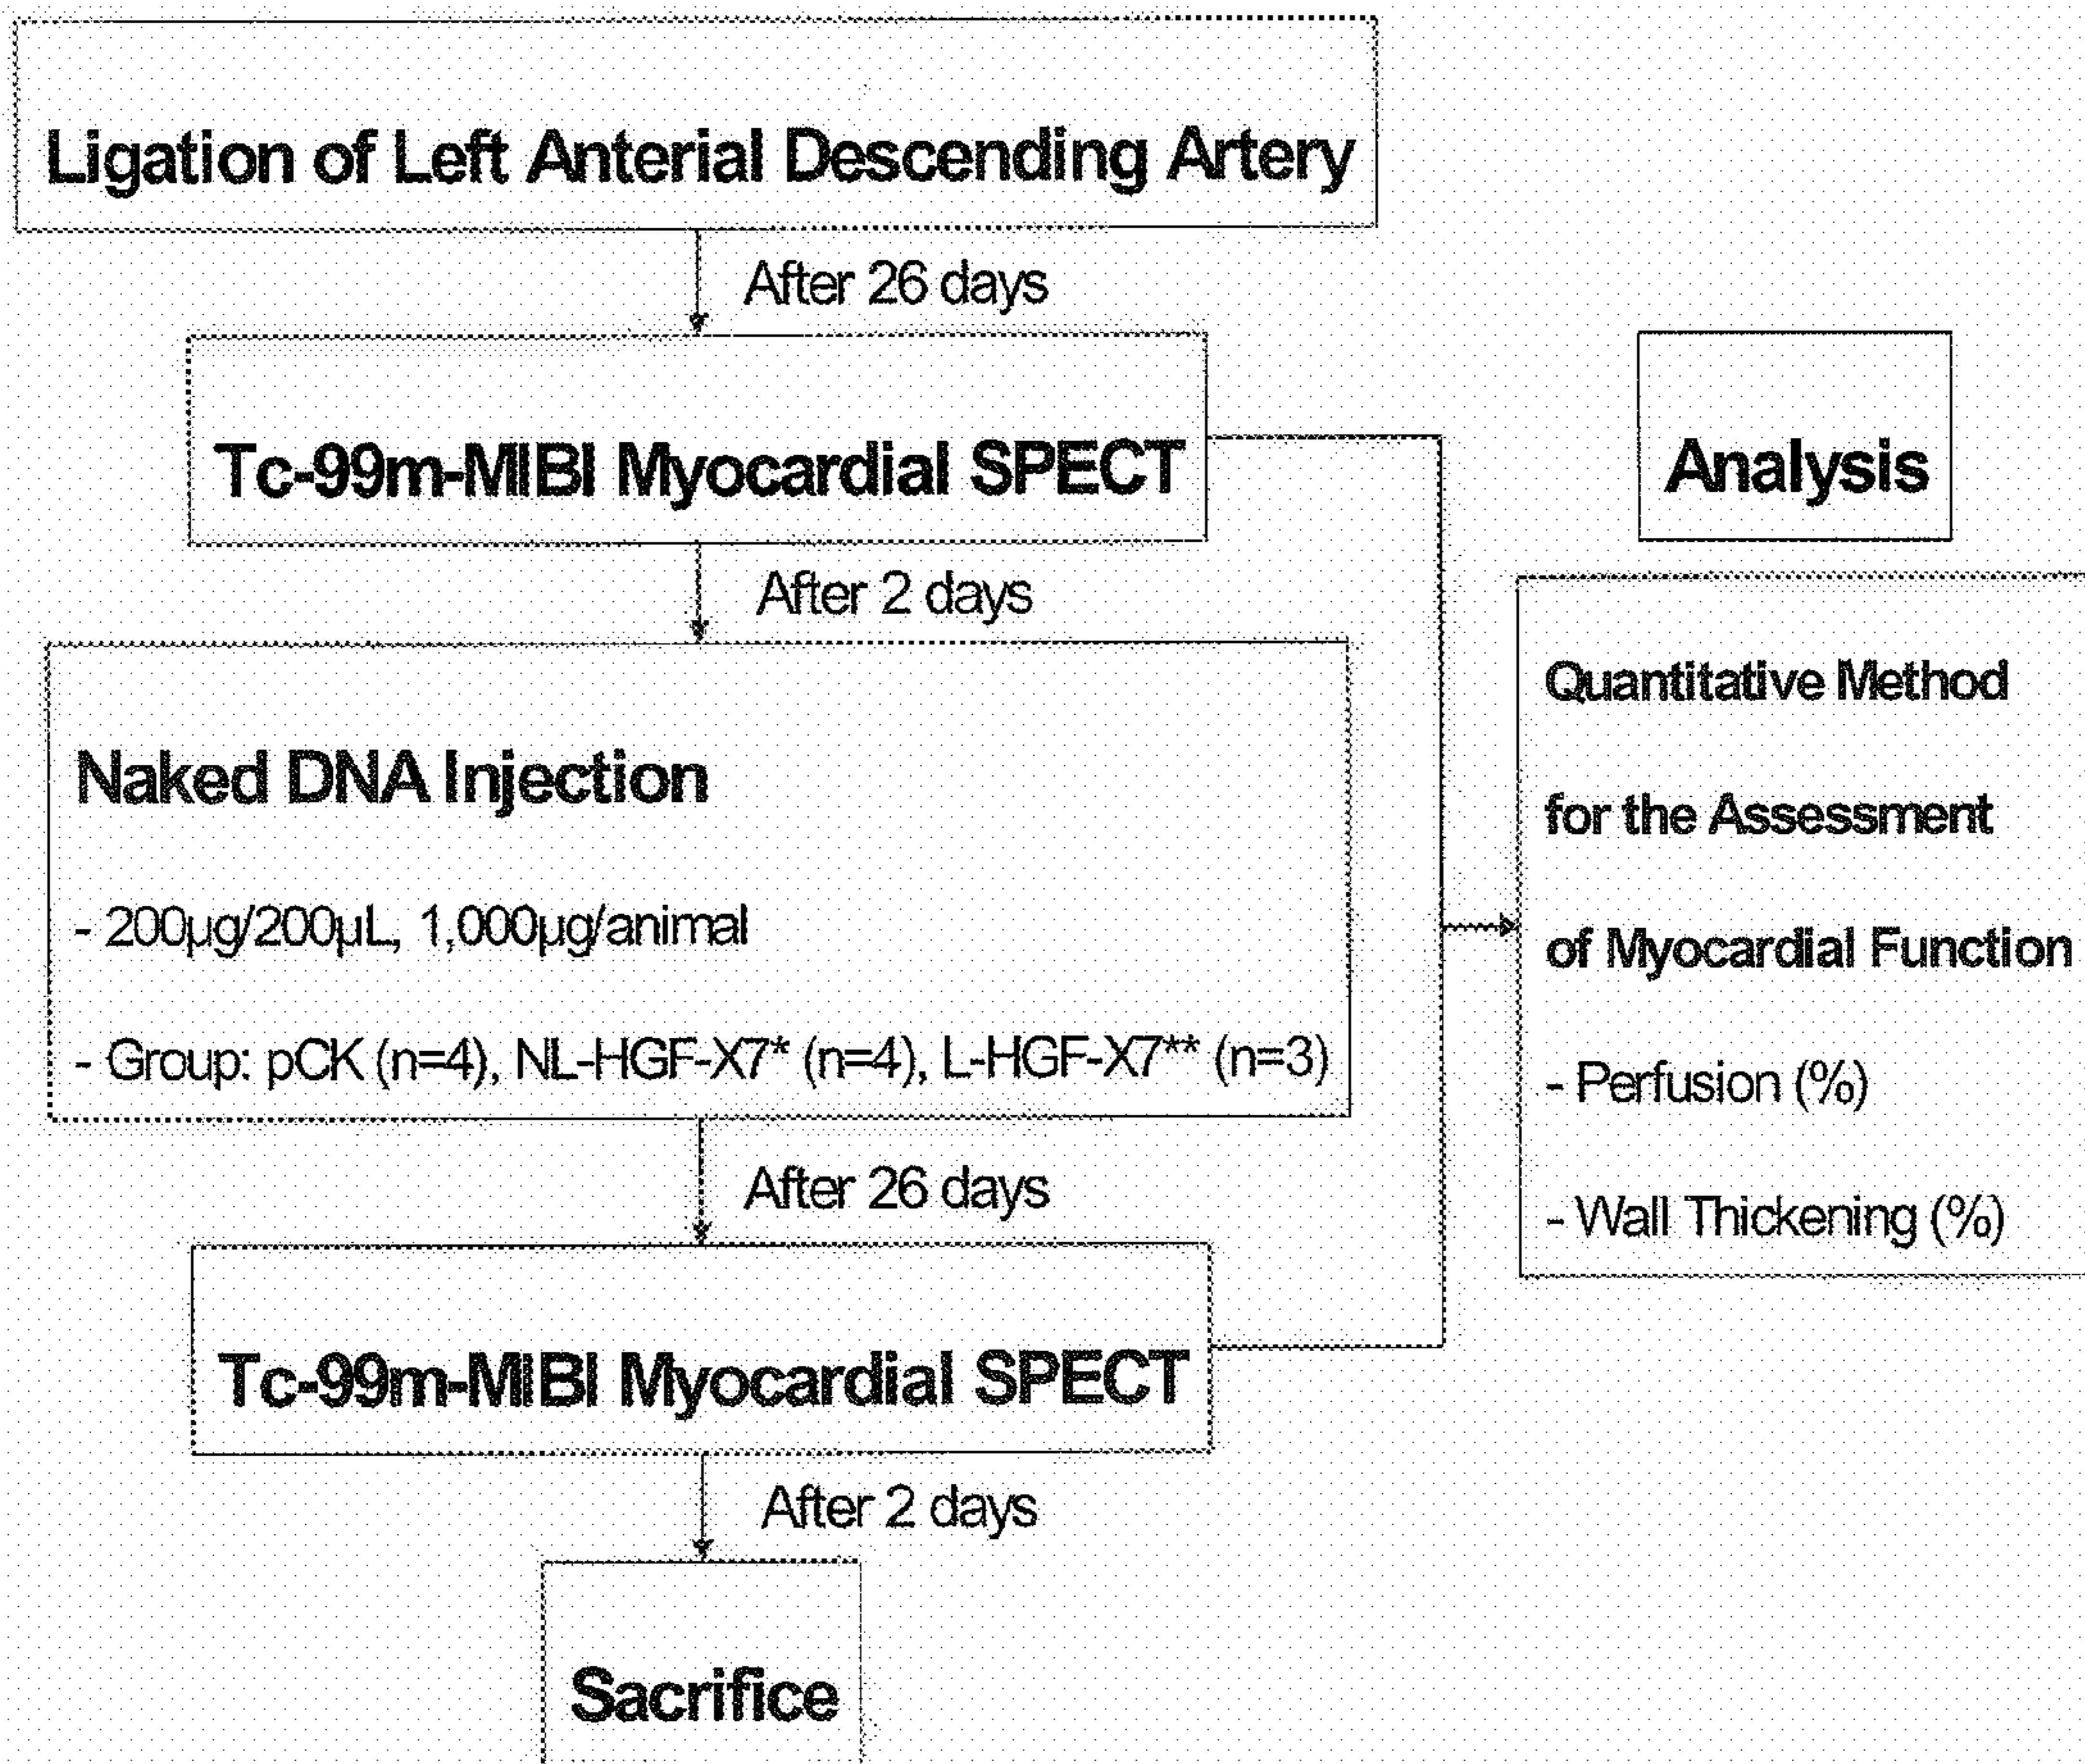 Ligation of Left Anterial Descending Artery
After 26 days
Tc-99m-MIBI Myocardial SPECT
After 2 days
Naked DNA Injection
- 200µg/200µL, 1,000µg/animal
- Group: pCK (n=4), NL-HGF-X7* (n=4), L-HGF-X7** (n=3)
After 26 days
Tc-99m-MIBI Myocardial SPECT
After 2 days
Sacrifice
Analysis
Quantitative Method
for the Assessment
of Myocardial Function
- Perfusion (%)
- Wall Thickening (%)